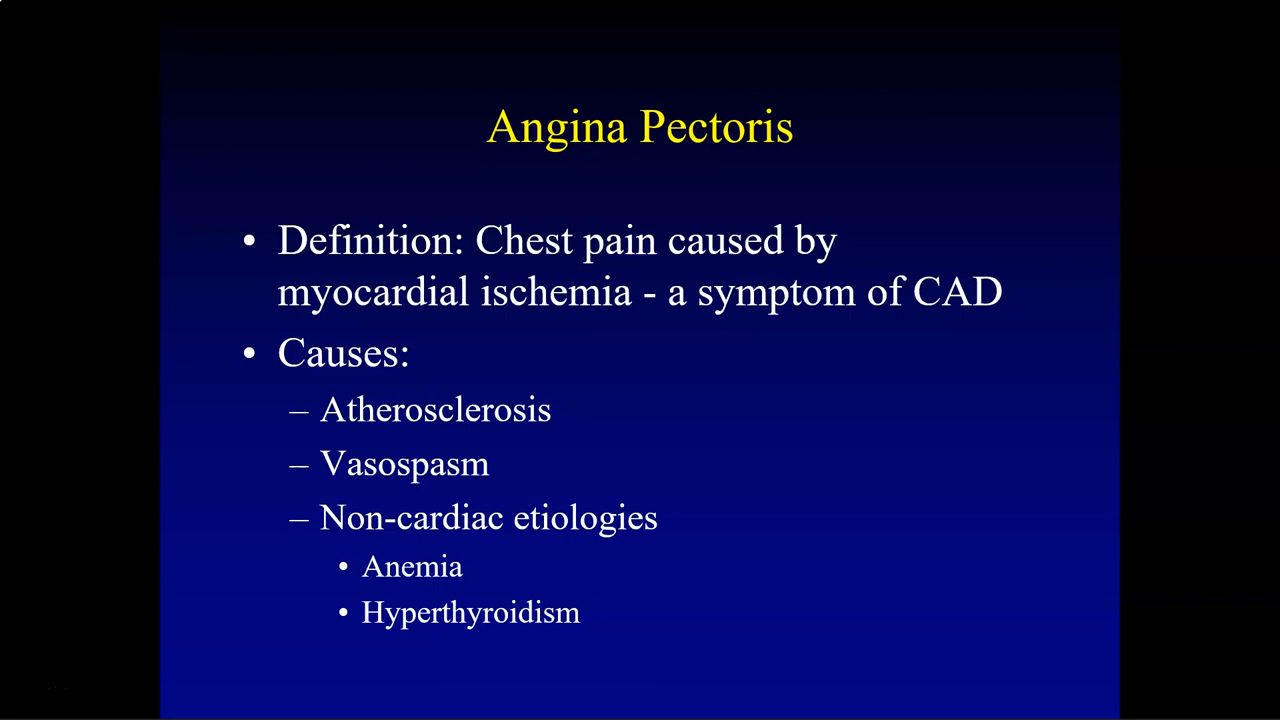 Angina Pectoris
• Definition: Chest pain caused by
myocardial ischemia - a symptom of CAD
• Causes:
– Atherosclerosis
– Vasospasm
– Non-cardiac etiologies
• Anemia
• Hyperthyroidism